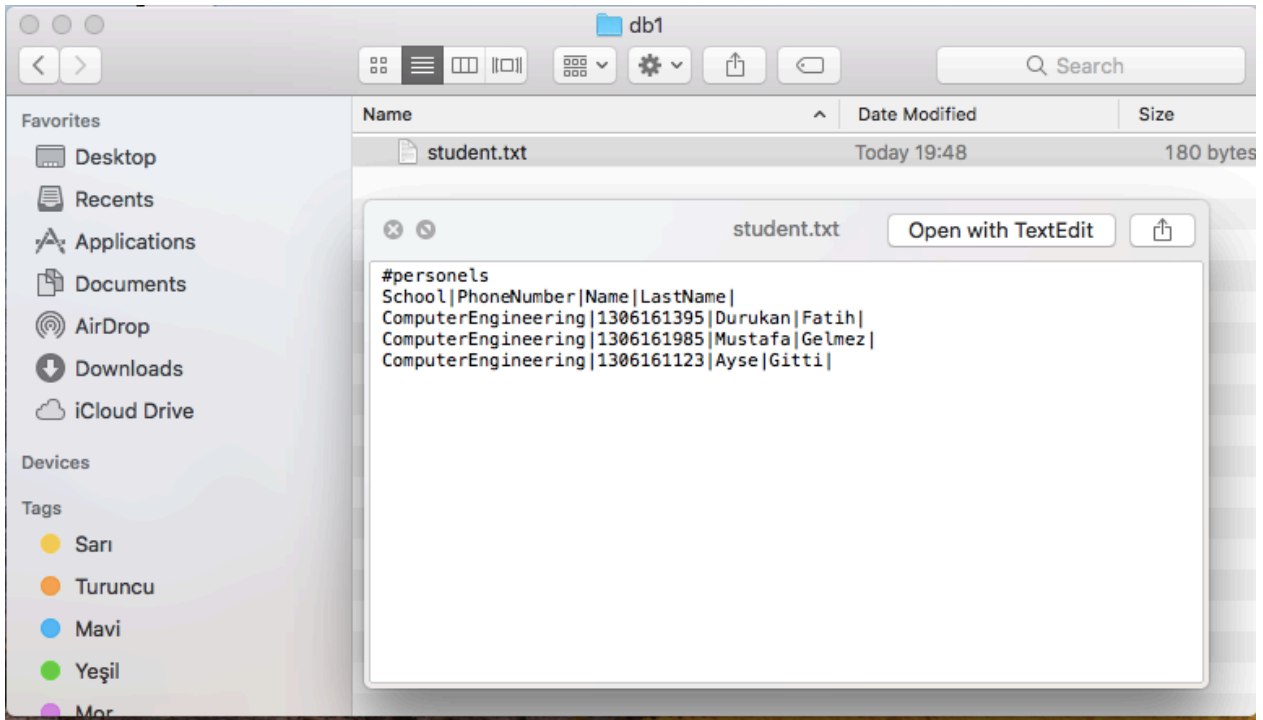 db1
Search
Favorites
Desktop
Recents
Applications
Documents
AirDrop
Downloads
iCloud Drive
Devices
Tags
Sarı
Turuncu
Mavi
Yeşil
Mor
Name Date Modified Size
student.txt Today 19:48 180 bytes
student.txt Open with TextEdit
#personels
School|PhoneNumber|Name|LastName|
ComputerEngineering|1306161395|Durukan|Fatih|
ComputerEngineering|1306161985|Mustafa|Gelmez|
ComputerEngineering|1306161123|Ayse|Gitti|